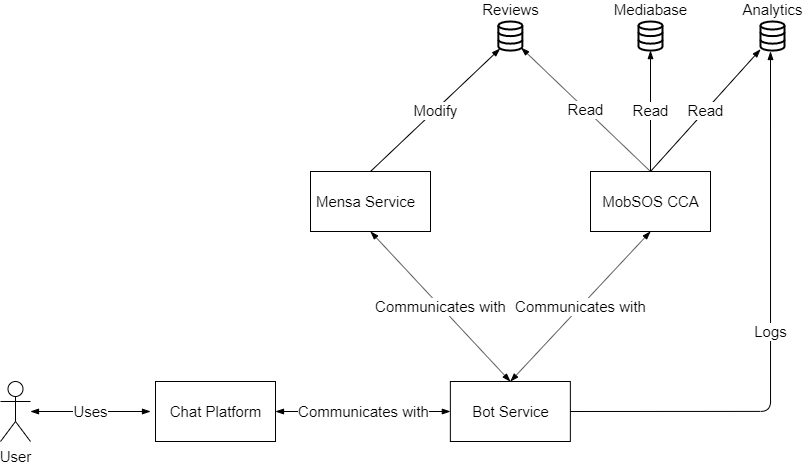 Reviews
Mediabase
Analytics
Modify
Read
Read
Read
Mensa Service
MobSOS CCA
Communicates with
Communicates with
Logs
Uses
Chat Platform
Communicates with
Bot Service
User